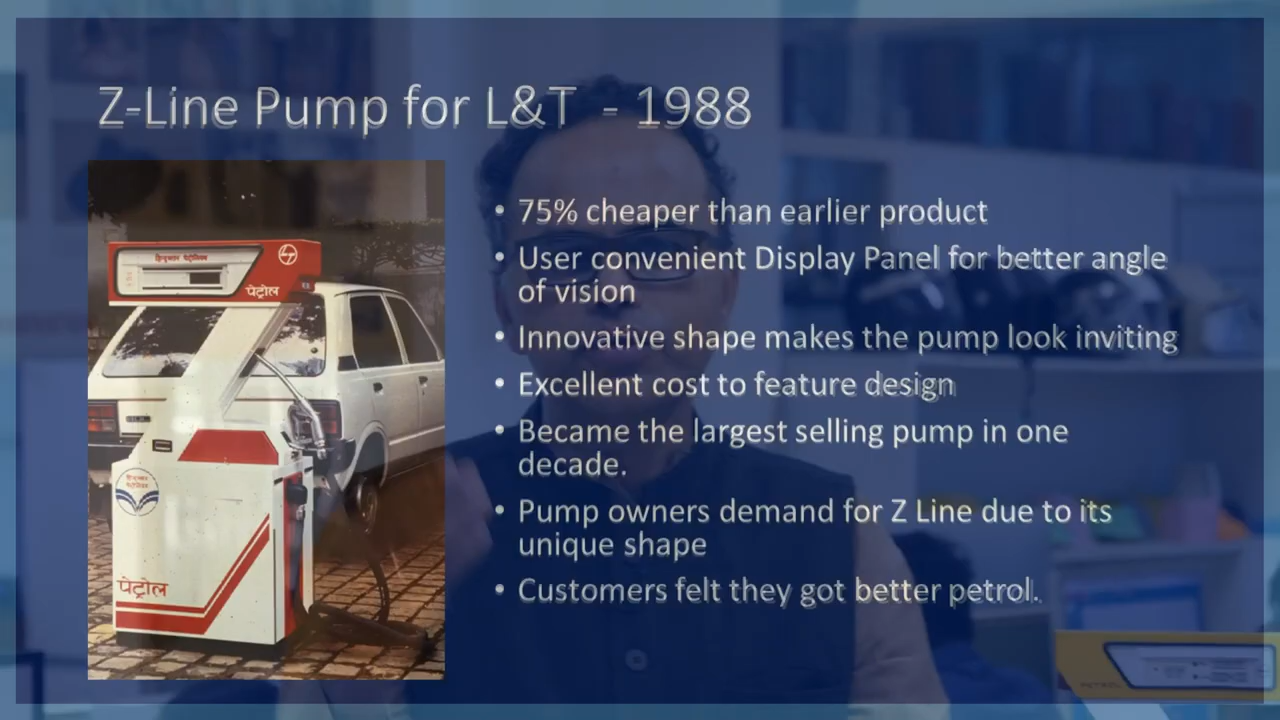 Z-Line Pump for L&T - 1988
हिन्दुस्तान पेट्रोलियम
पेट्रोल
पेट्रोल
• 75% cheaper than earlier product
• User convenient Display Panel for better angle
of vision
• Innovative shape makes the pump look inviting
• Excellent cost to feature design
• Became the largest selling pump in one
decade.
• Pump owners demand for Z Line due to its
unique shape
• Customers felt they got better petrol.
PETROL